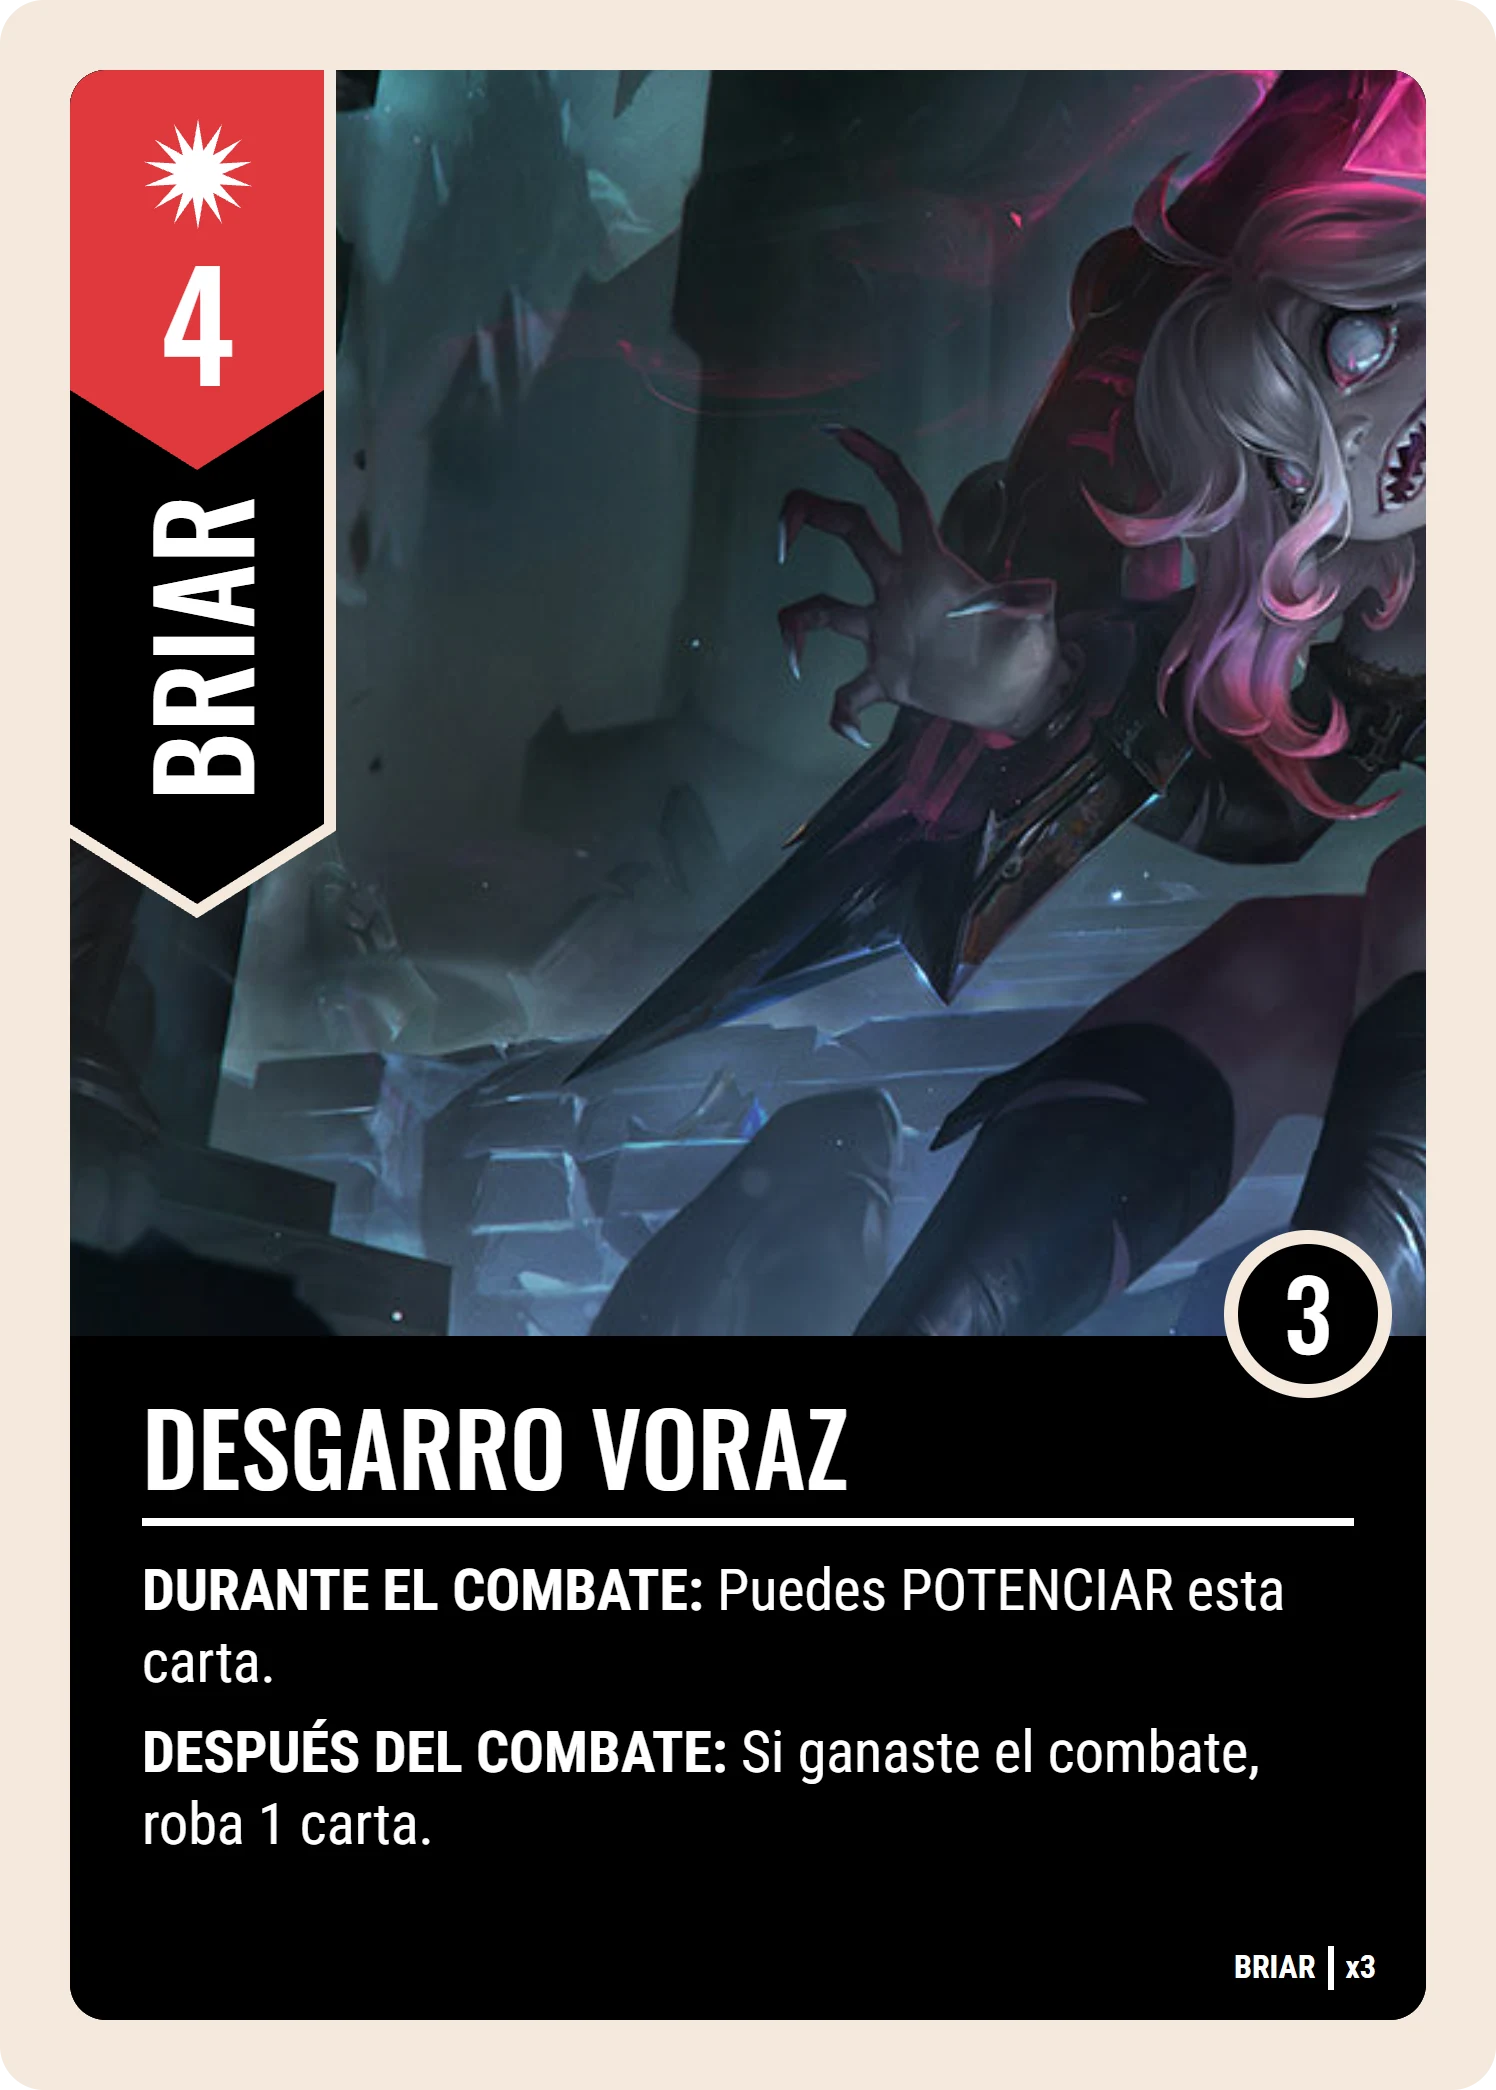 4
BRIAR
3
DESGARRO VORAZ
DURANTE EL COMBATE: Puedes POTENCIAR esta
carta.
DESPUÉS DEL COMBATE: Si ganaste el combate,
roba 1 carta.
BRIAR | x3